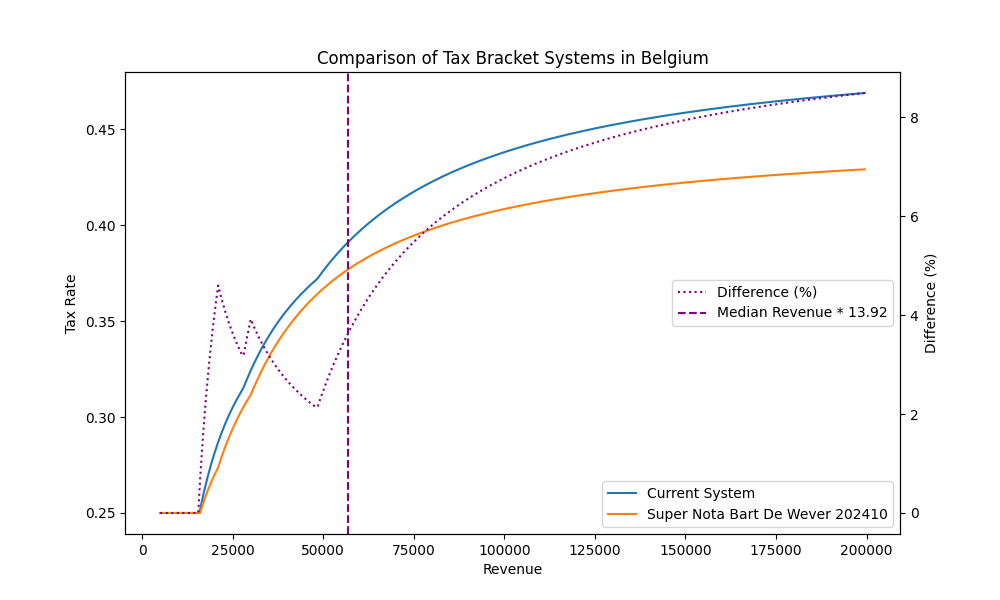 Comparison of Tax Bracket Systems in Belgium
0.45
0.40
0.35
0.30
0.25
Tax Rate
8
6
4
2
0
Difference (%)
Difference (%)
Median Revenue * 13.92
Current System
Super Nota Bart De Wever 202410
0 25000 50000 75000 100000 125000 150000 175000 200000
Revenue